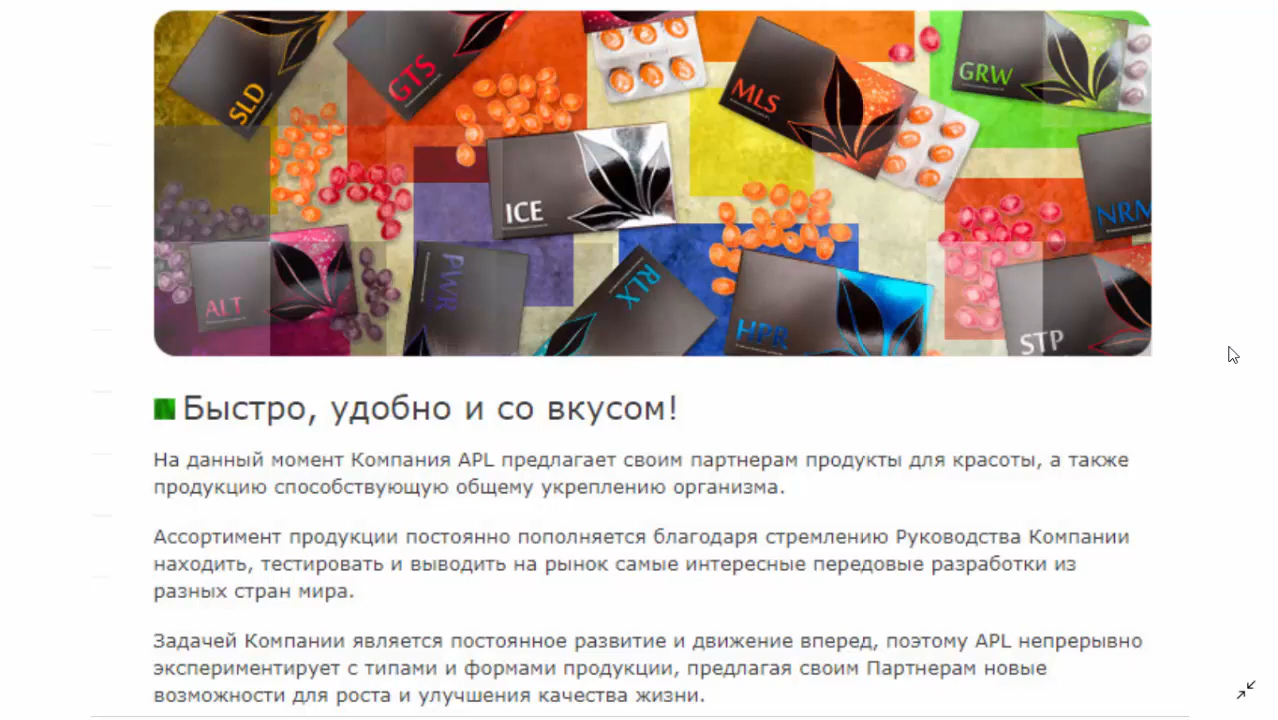 SLD
GTS
MLS
GRW
ICE
NRM
ALT
PWR
RLX
HPR
STP
Быстро, удобно и со вкусом!
На данный момент Компания APL предлагает своим партнерам продукты для красоты, а также
продукцию способствующую общему укреплению организма.
Ассортимент продукции постоянно пополняется благодаря стремлению Руководства Компании
находить, тестировать и выводить на рынок самые интересные передовые разработки из
разных стран мира.
Задачей Компании является постоянное развитие и движение вперед, поэтому APL непрерывно
экспериментирует с типами и формами продукции, предлагая своим Партнерам новые
возможности для роста и улучшения качества жизни.